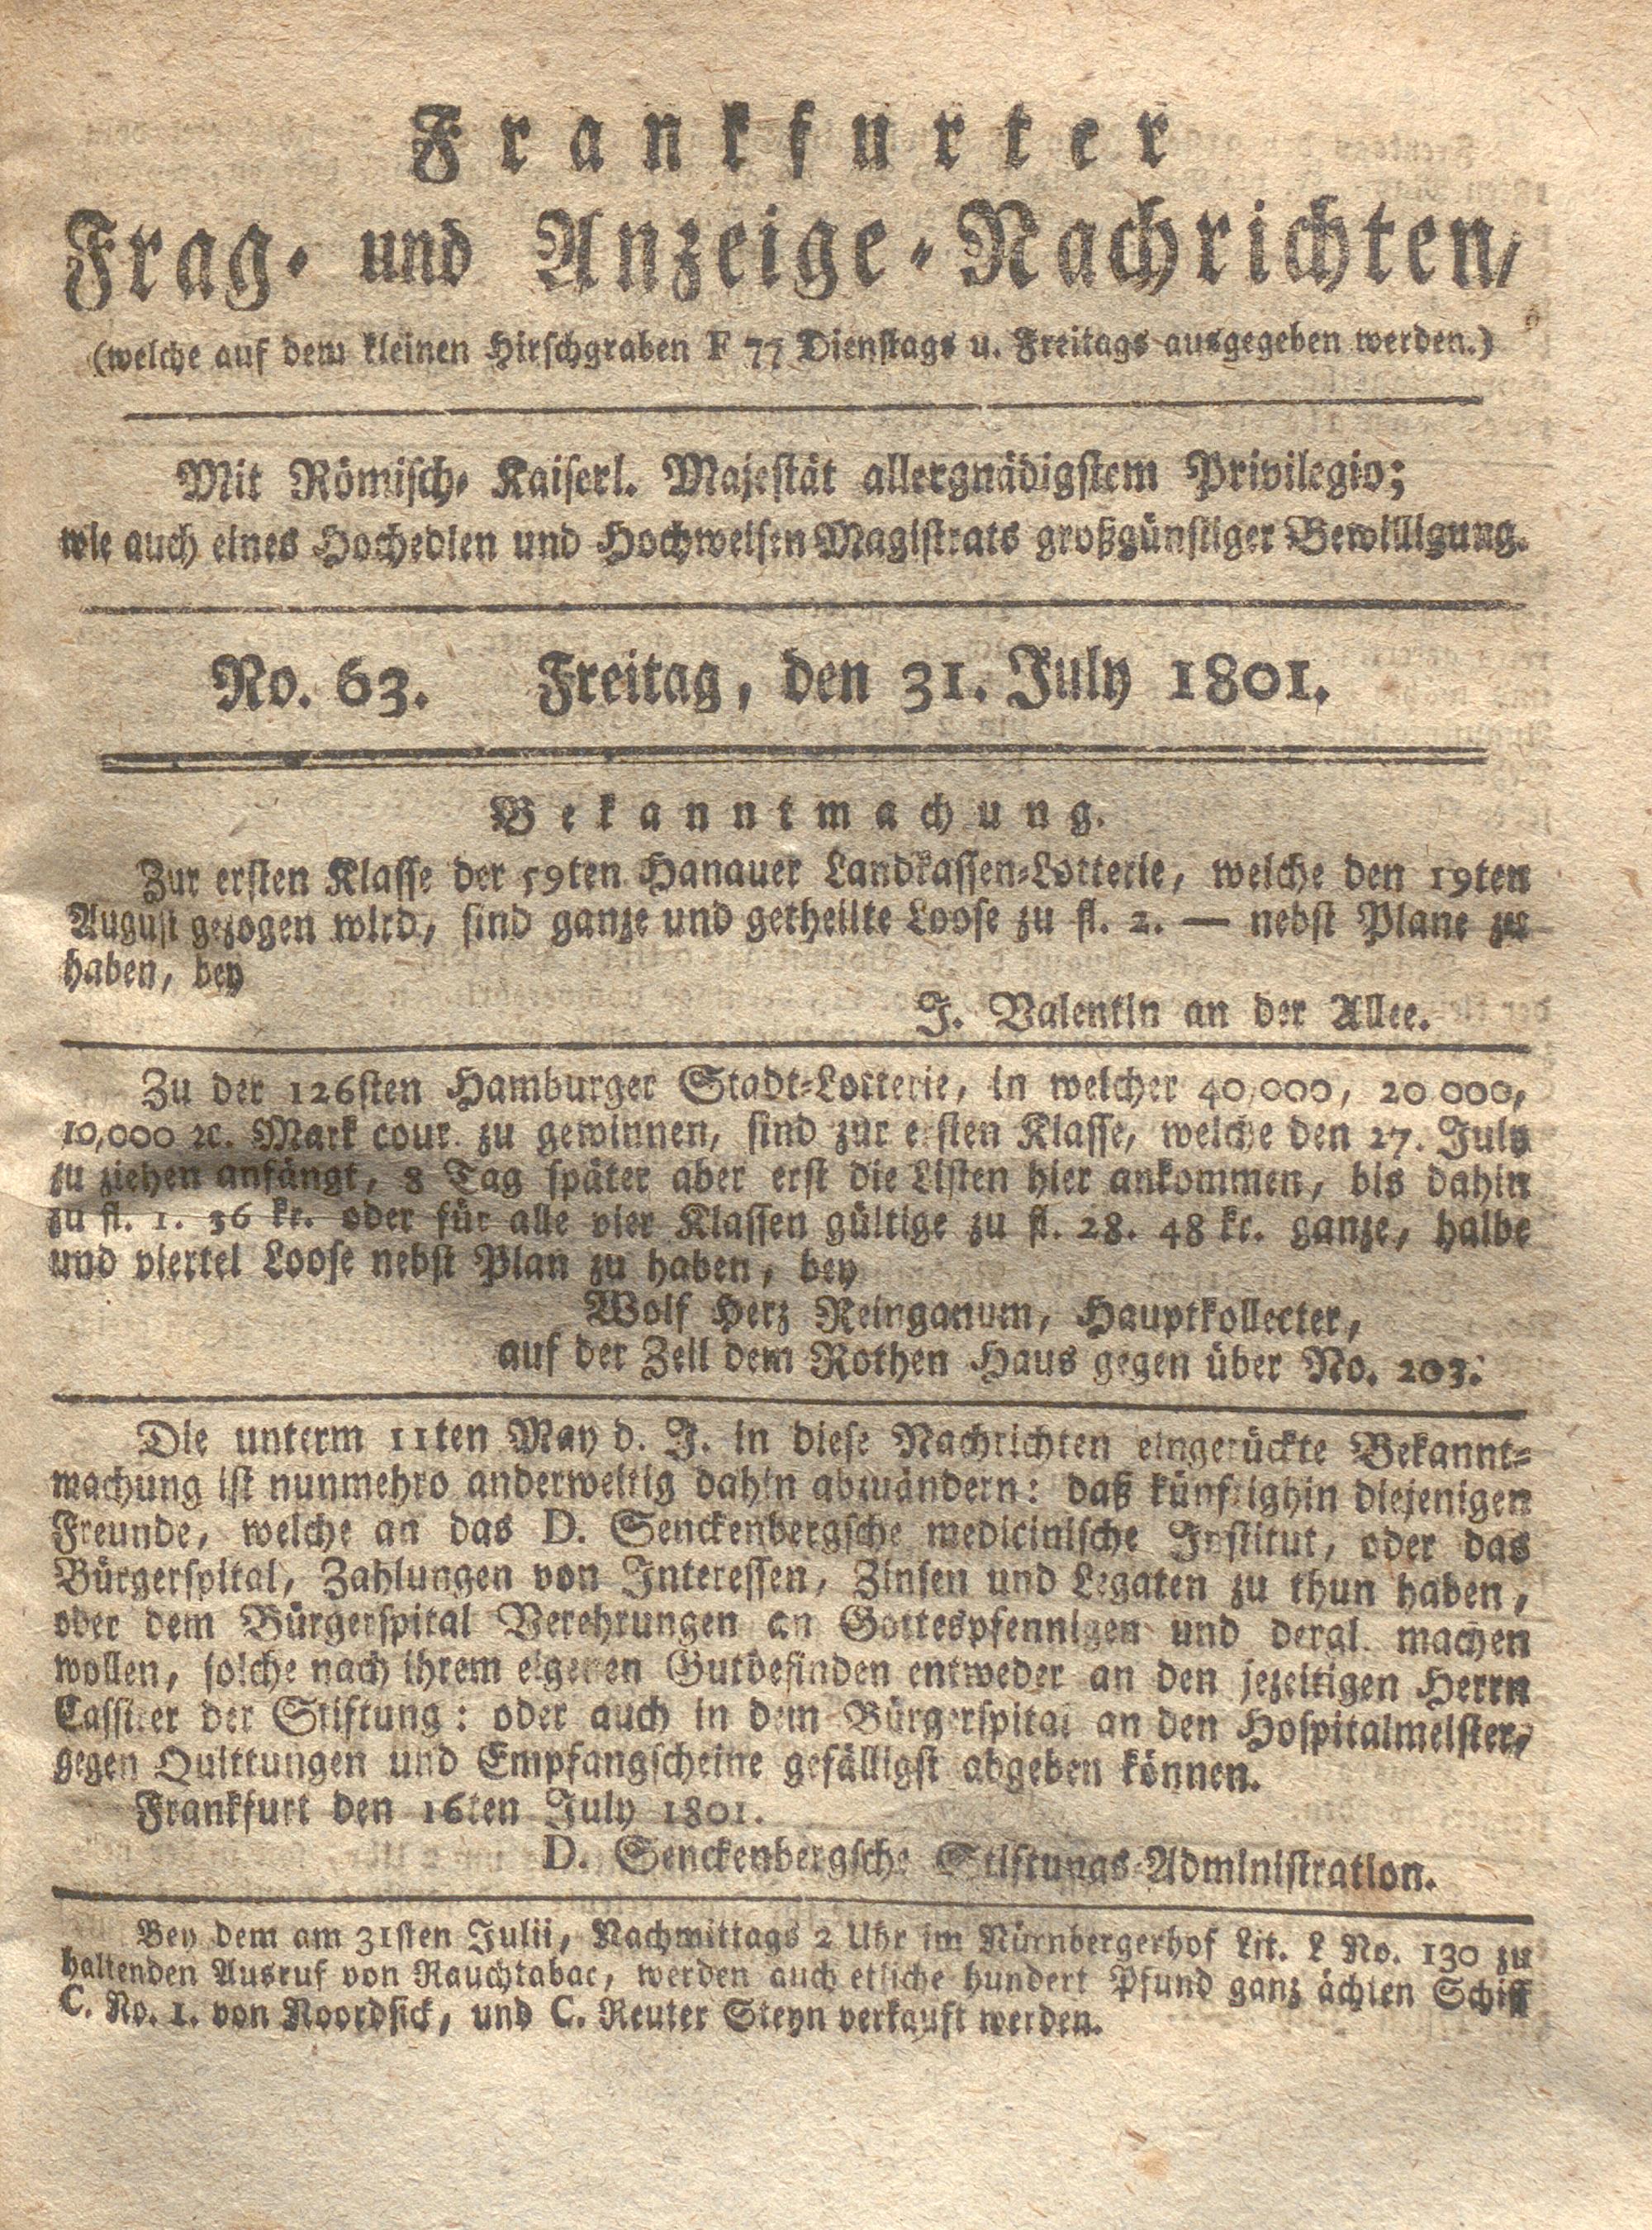 Frankfurter
Frag- und Anzeige-Nachrichten,
(welche auf dem kleinen Hirschgraben F 77 Dienstags u. Freitags ausgegeben werden.)
Mit Römisch- Kaiserl. Majestät allergnädigstem Privilegio;
wie auch eines Hochedlen und Hochweisen Magistrats großgünstiger Bewilligung.
No. 63. Freitag, den 31. July 1801.
Bekanntmachung.
Zur ersten Klasse der 59ten Hanauer Landkassen-Lotterie, welche den 19ten
August gezogen wird, sind ganze und getheilte Loose zu fl. 2. — nebst Plane zu
haben, bey
J. Valentin an der Allee.
Zu der 126sten Hamburger Stadt-Lotterie, in welcher 40,000, 20 000,
10,000 ꝛc. Mark cour. zu gewinnen, sind zur ersten Klasse, welche den 27. July
zu ziehen anfängt, 8 Tag später aber erst die Listen hier ankommen, bis dahin
zu fl. 1. 36 kr. oder für alle vier Klassen gültige zu fl. 28. 48 kr. ganze, halbe
und viertel Loose nebst Plan zu haben, bey
Wolf Herz Reinganum, Hauptkollecter,
auf der Zeil dem Rothen Haus gegen über No. 203.
Die unterm 11ten May d. J. in diese Nachrichten eingerückte Bekannt-
machung ist nunmehro anderweitig dahin abzuändern: daß künftighin diejenigen
Freunde, welche an das D. Senckenbergsche medicinische Institut, oder das
Bürgerspital, Zahlungen von Interessen, Zinsen und Legaten zu thun haben,
oder dem Bürgerspital Verehrungen an Gottespfennigen und dergl. machen
wollen, solche nach ihrem eigenen Gutbefinden entweder an den jezeitigen Herrn
Cassirer der Stiftung: oder auch in dem Bürgerspital an den Hospitalmeister,
gegen Quittungen und Empfangscheine gefälligst abgeben können.
Frankfurt den 16ten July 1801.
D. Senckenbergsche Stiftungs-Administration.
Bey dem am 31sten Julii, Nachmittags 2 Uhr im Nürnbergerhof Lit. L No. 130 zu
haltenden Ausruf von Rauchtabac, werden auch etliche hundert Pfund ganz ächten Schiff
C. No. 1. von Noordsick, und C. Reuter Steyn verkauft werden.